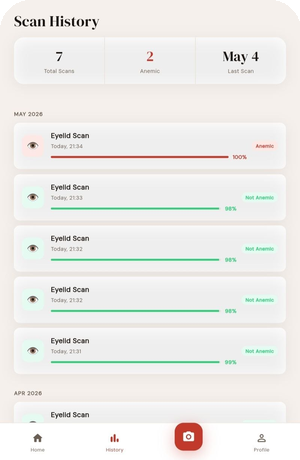 Scan History
7
2
May 4
Total Scans
Anemic
Last Scan
MAY 2026
Eyelid Scan
Today, 21:34
Anemic
100%
Eyelid Scan
Today, 21:33
Not Anemic
98%
Eyelid Scan
Today, 21:32
Not Anemic
98%
Eyelid Scan
Today, 21:32
Not Anemic
98%
Eyelid Scan
Today, 21:31
Not Anemic
99%
APR 2026
Eyelid Scan
Home
History
Profile